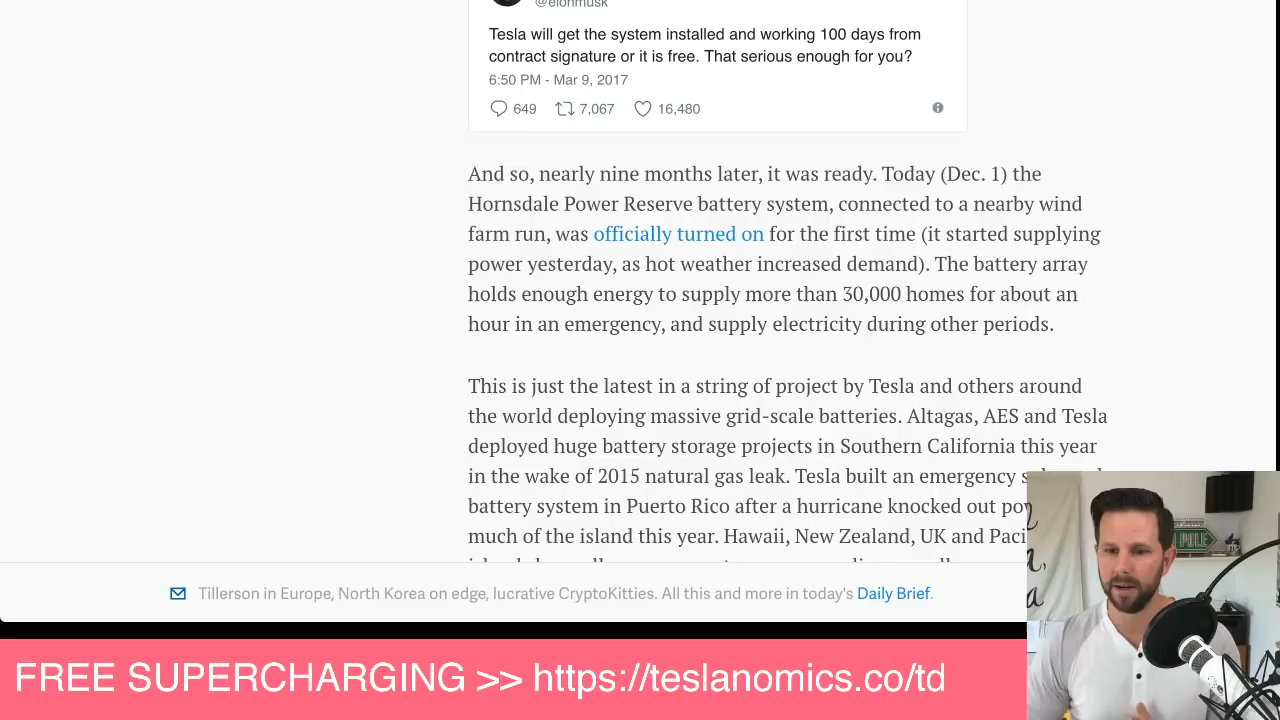 @elonmusk
Tesla will get the system installed and working 100 days from
contract signature or it is free. That serious enough for you?
6:50 PM - Mar 9, 2017
649 7,067 16,480
And so, nearly nine months later, it was ready. Today (Dec. 1) the
Hornsdale Power Reserve battery system, connected to a nearby wind
farm run, was officially turned on for the first time (it started supplying
power yesterday, as hot weather increased demand). The battery array
holds enough energy to supply more than 30,000 homes for about an
hour in an emergency, and supply electricity during other periods.
This is just the latest in a string of project by Tesla and others around
the world deploying massive grid-scale batteries. Altagas, AES and Tesla
deployed huge battery storage projects in Southern California this year
in the wake of 2015 natural gas leak. Tesla built an emergency
battery system in Puerto Rico after a hurricane knocked out
much of the island this year. Hawaii, New Zealand, UK and
POLE
Tillerson in Europe, North Korea on edge, lucrative CryptoKitties. All this and more in today's Daily Brief.
FREE SUPERCHARGING >> https://teslanomics.co/td